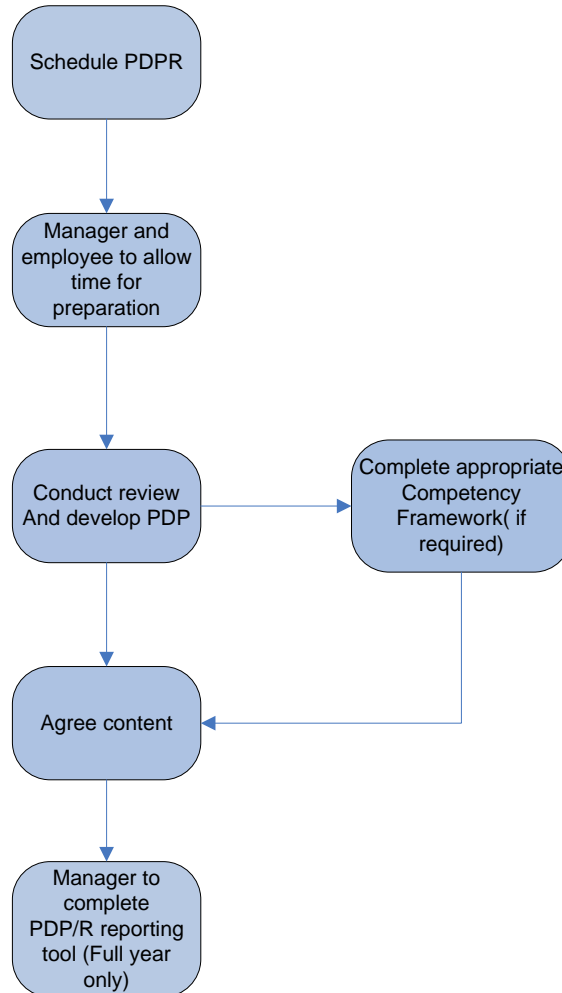 Schedule PDPR
Manager and
employee to allow
time for
preparation
Conduct review
And develop PDP
Complete appropriate
Competency
Framework( if
required)
Agree content
Manager to
complete
PDP/R reporting
tool (Full year
only)